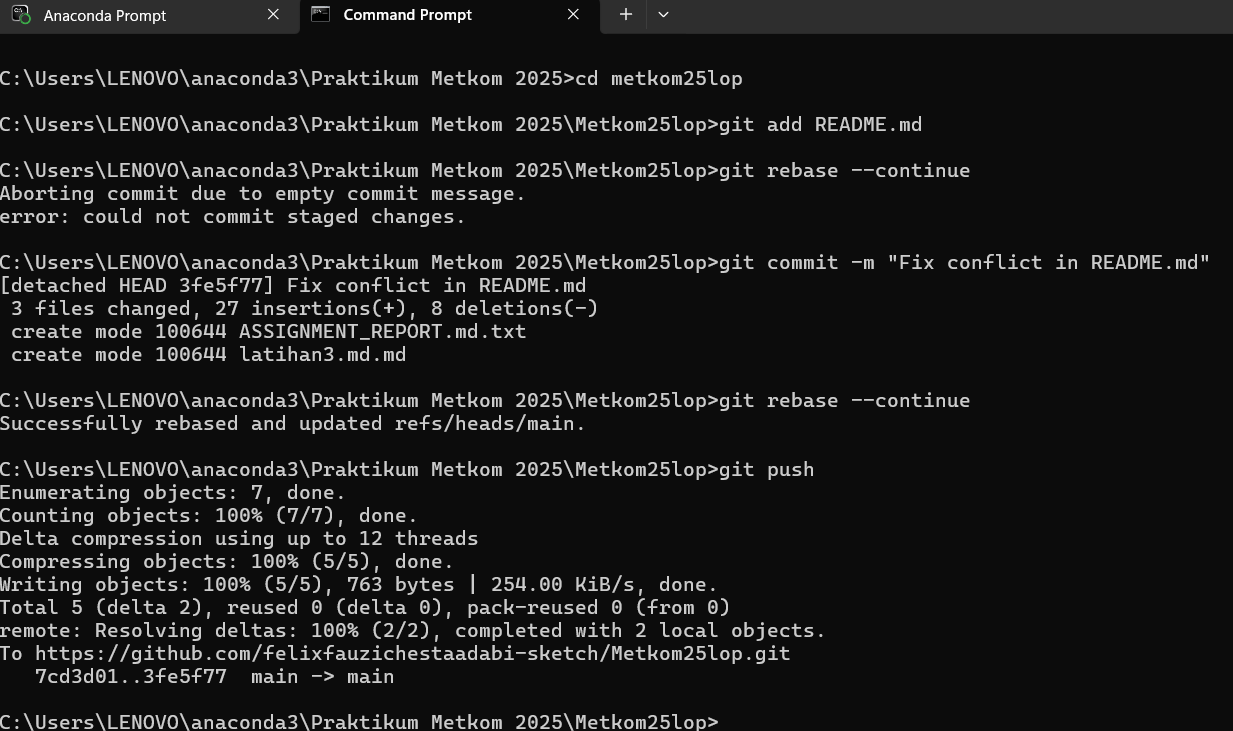 Anaconda Prompt
Command Prompt
C:\Users\LENOVO\anaconda3\Praktikum Metkom 2025>cd metkom25lop
C:\Users\LENOVO\anaconda3\Praktikum Metkom 2025\Metkom25lop>git add README.md
C:\Users\LENOVO\anaconda3\Praktikum Metkom 2025\Metkom25lop>git rebase --continue
Aborting commit due to empty commit message.
error: could not commit staged changes.
C:\Users\LENOVO\anaconda3\Praktikum Metkom 2025\Metkom25lop>git commit -m "Fix conflict in README.md"
[detached HEAD 3fe5f77] Fix conflict in README.md
 3 files changed, 27 insertions(+), 8 deletions(-)
 create mode 100644 ASSIGNMENT_REPORT.md.txt
 create mode 100644 latihan3.md.md
C:\Users\LENOVO\anaconda3\Praktikum Metkom 2025\Metkom25lop>git rebase --continue
Successfully rebased and updated refs/heads/main.
C:\Users\LENOVO\anaconda3\Praktikum Metkom 2025\Metkom25lop>git push
Enumerating objects: 7, done.
Counting objects: 100% (7/7), done.
Delta compression using up to 12 threads
Compressing objects: 100% (5/5), done.
Writing objects: 100% (5/5), 763 bytes | 254.00 KiB/s, done.
Total 5 (delta 2), reused 0 (delta 0), pack-reused 0 (from 0)
remote: Resolving deltas: 100% (2/2), completed with 2 local objects.
To https://github.com/felixfauzichestaadabi-sketch/Metkom25lop.git
   7cd3d01..3fe5f77  main -> main
C:\Users\LENOVO\anaconda3\Praktikum Metkom 2025\Metkom25lop>